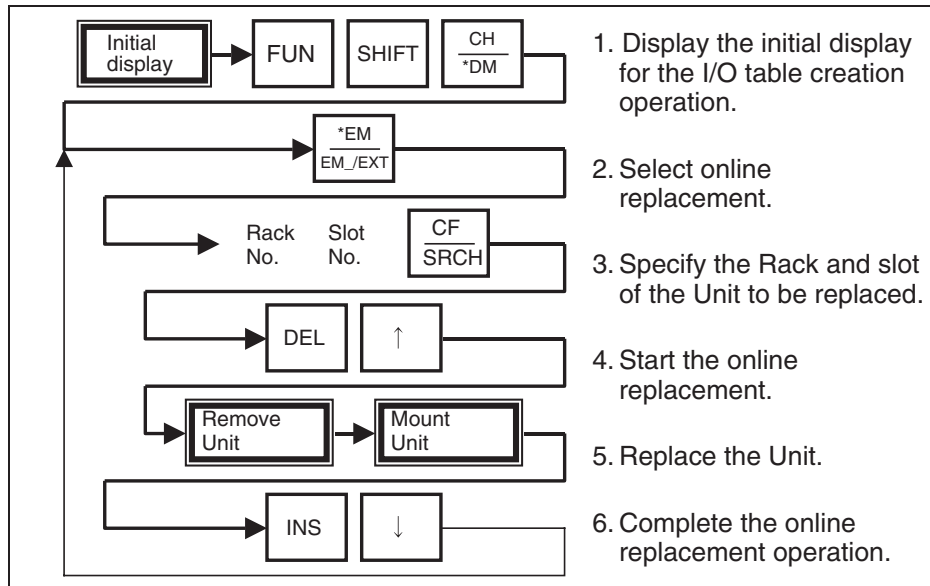 Initial
display
FUN
SHIFT
CH
*DM
1. Display the initial display
for the I/O table creation
operation.
*EM
EM_/EXT
2. Select online
replacement.
Rack
No.
Slot
No.
CF
SRCH
3. Specify the Rack and slot
of the Unit to be replaced.
DEL
↑
4. Start the online
replacement.
Remove
Unit
Mount
Unit
5. Replace the Unit.
INS
↓
6. Complete the online
replacement operation.